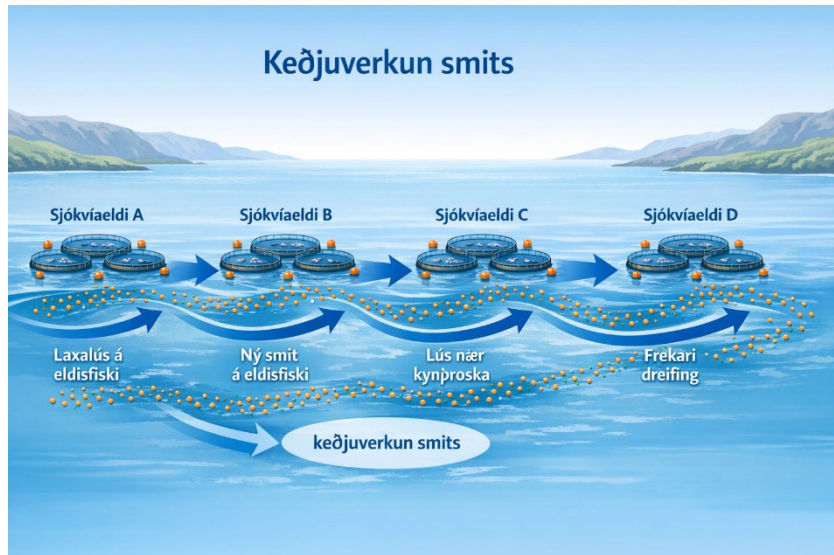 Keðjuverkun smits
Sjókvíaeldi A
Sjókvíaeldi B
Sjókvíaeldi C
Sjókvíaeldi D
Laxalús á
eldisfiski
Ný smit
á eldisfiski
Lús nær
kynþroska
Frekari
dreifing
keðjuverkun smits